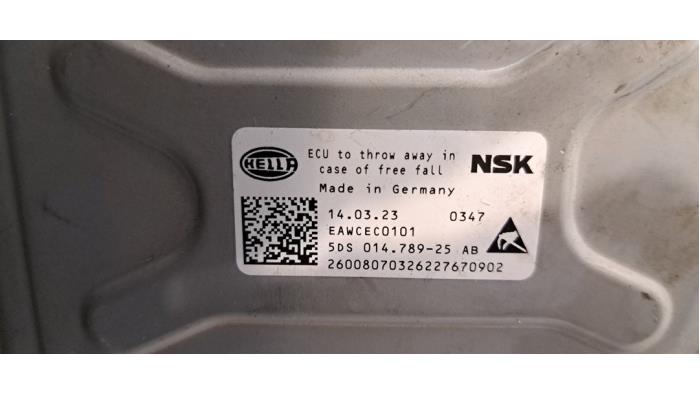 HELLA
ECU to throw away in
case of free fall
NSK
Made in Germany
14.03.23 0347
EAWCEC0101
5DS 014.789-25 AB
26008070326227670902